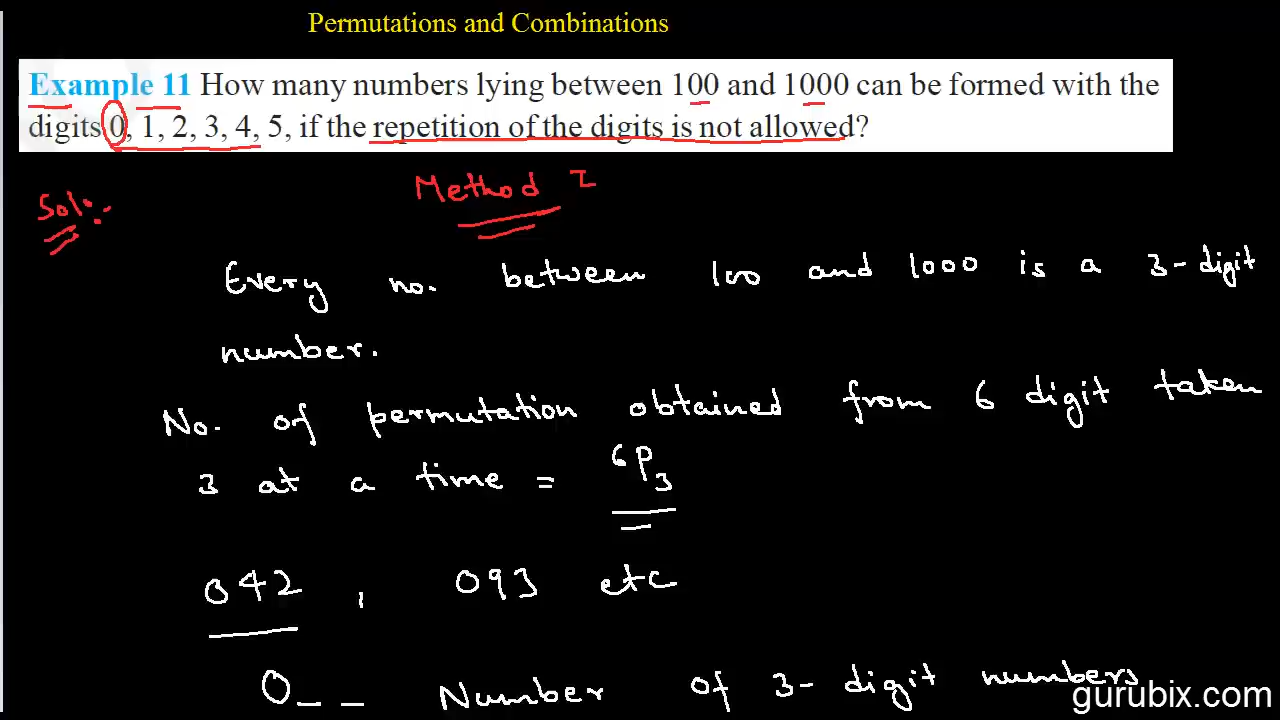 Permutations and Combinations
Example 11 How many numbers lying between 100 and 1000 can be formed with the
digits 0, 1, 2, 3, 4, 5, if the repetition of the digits is not allowed?
Sol:-
Method I
Every no. between 100 and 1000 is a 3-digit
number.
No. of permutation obtained from 6 digit taken
3 at a time = ⁶P₃
042 , 093 etc
0_ _ Number of 3-digit numbers
gurubix.com